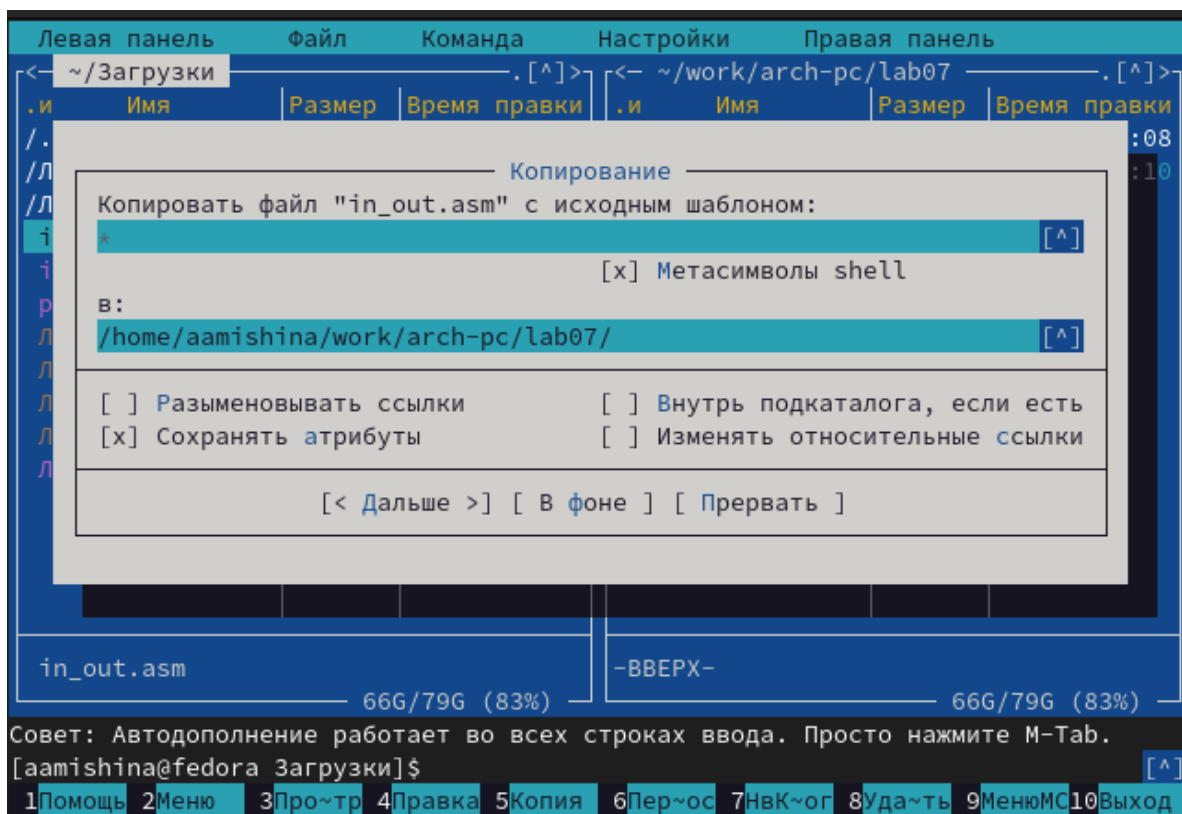 Левая панель Файл Команда Настройки Правая панель
<— ~/Загрузки .[^]> <— ~/work/arch-pc/lab07 .[^]>
.и Имя Размер Время правки .и Имя Размер Время правки
/. :08
/Л :10
/Л
i
i
p
Л
Л
Л
Л
Л
Копирование
Копировать файл "in_out.asm" с исходным шаблоном:
* [^]
[x] Метасимволы shell
в:
/home/aamishina/work/arch-pc/lab07/ [^]
[ ] Разыменовывать ссылки [ ] Внутрь подкаталога, если есть
[x] Сохранять атрибуты [ ] Изменять относительные ссылки
[< Дальше >] [ В фоне ] [ Прервать ]
in_out.asm -ВВЕРХ-
66G/79G (83%) 66G/79G (83%)
Совет: Автодополнение работает во всех строках ввода. Просто нажмите M-Tab.
[aamishina@fedora Загрузки]$ [^]
1Помощь 2Меню 3Про~тр 4Правка 5Копия 6Пер~ос 7НвК~ог 8Уда~ть 9МенюMC10Выход